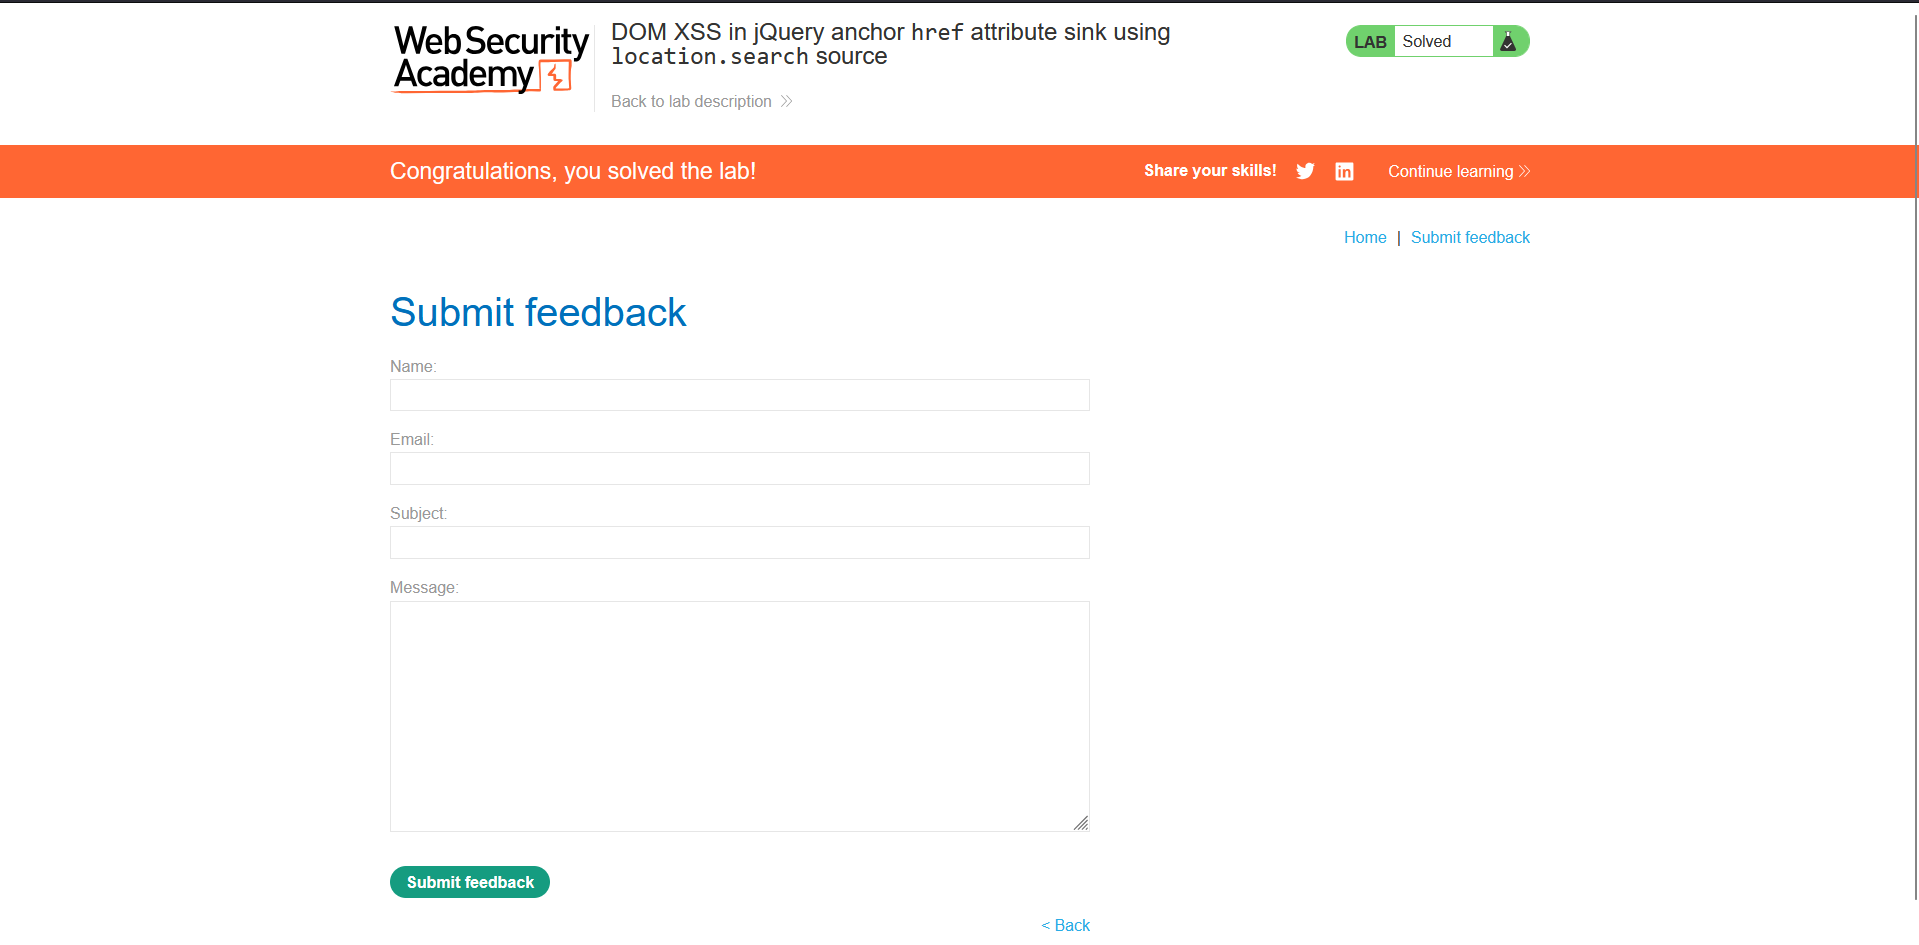 Web Security
Academy
DOM XSS in jQuery anchor href attribute sink using
location.search source
Back to lab description
LAB Solved
Congratulations, you solved the lab!
Share your skills!
Continue learning
Home | Submit feedback
Submit feedback
Name:
Email:
Subject:
Message:
Submit feedback
< Back